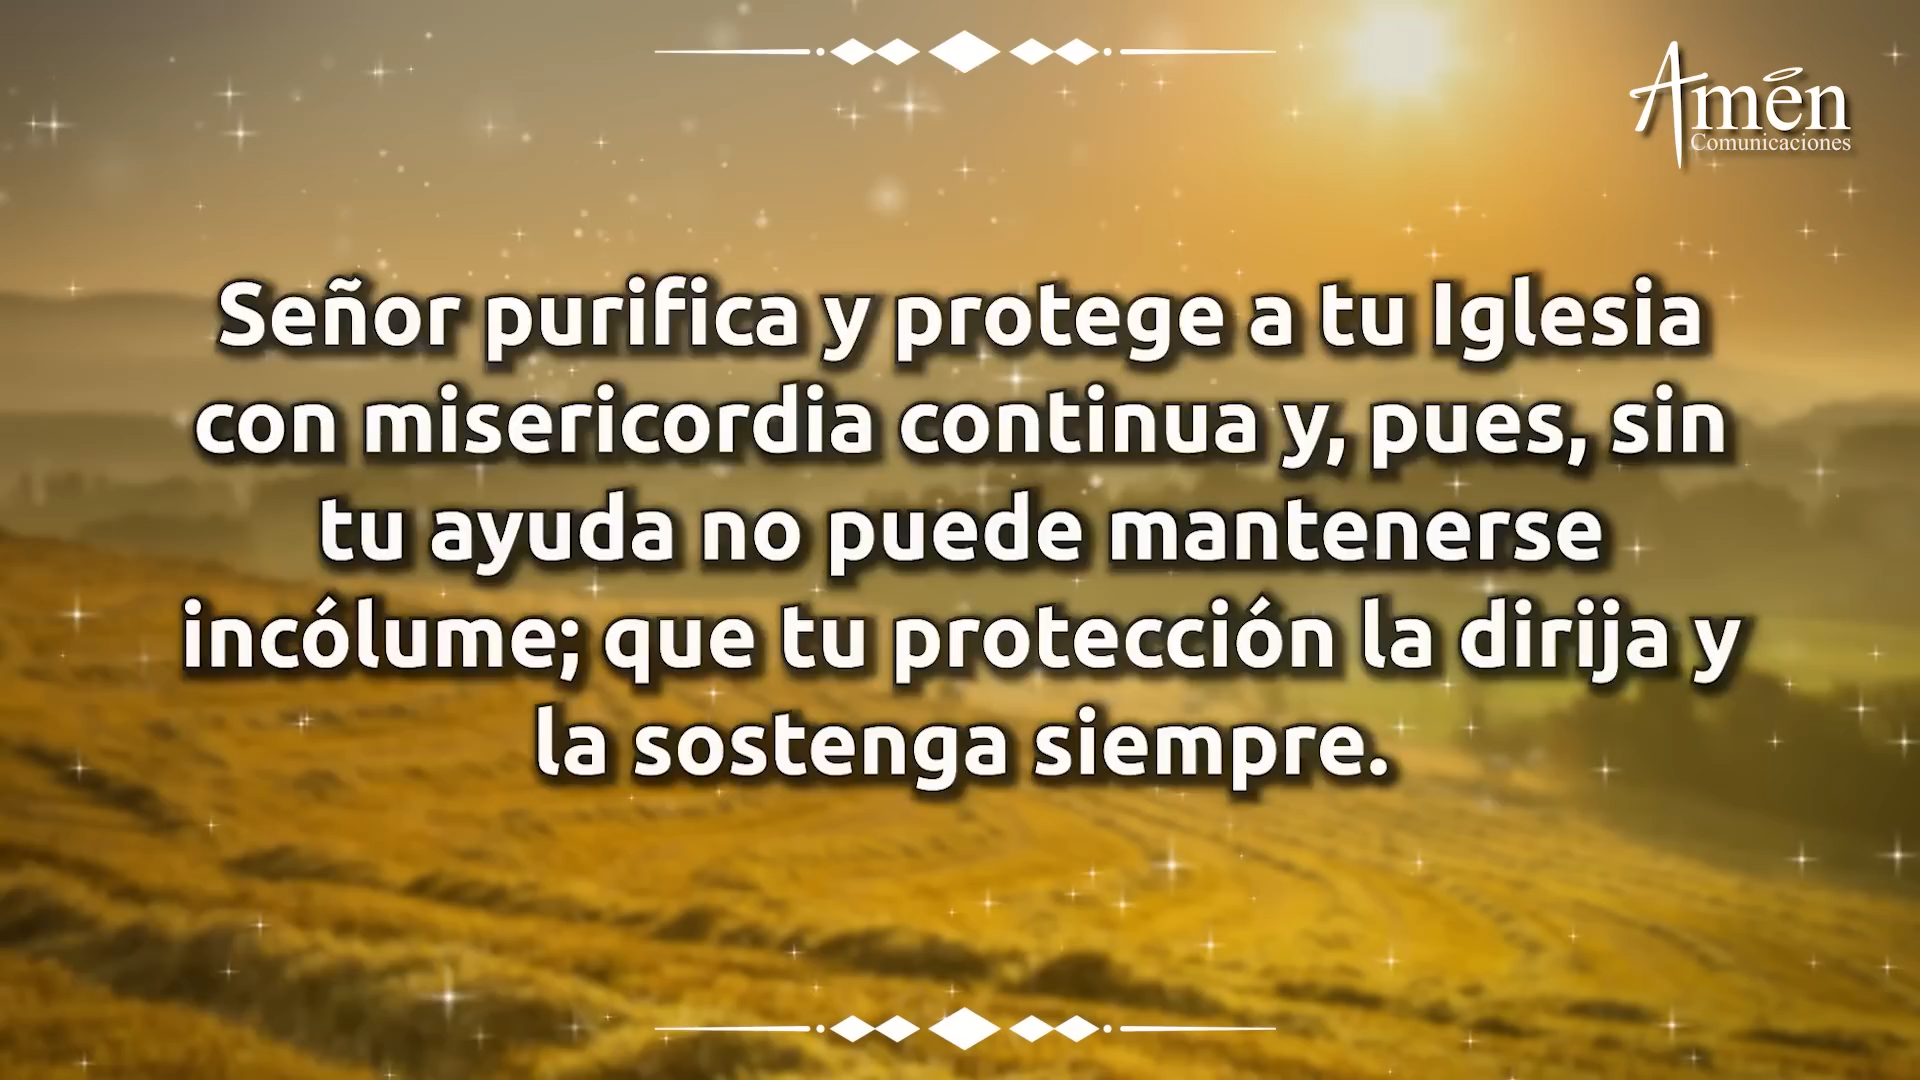 Amén
Comunicaciones
Señor purifica y protege a tu Iglesia
con misericordia continua y, pues, sin
tu ayuda no puede mantenerse
incólume; que tu protección la dirija y
la sostenga siempre.